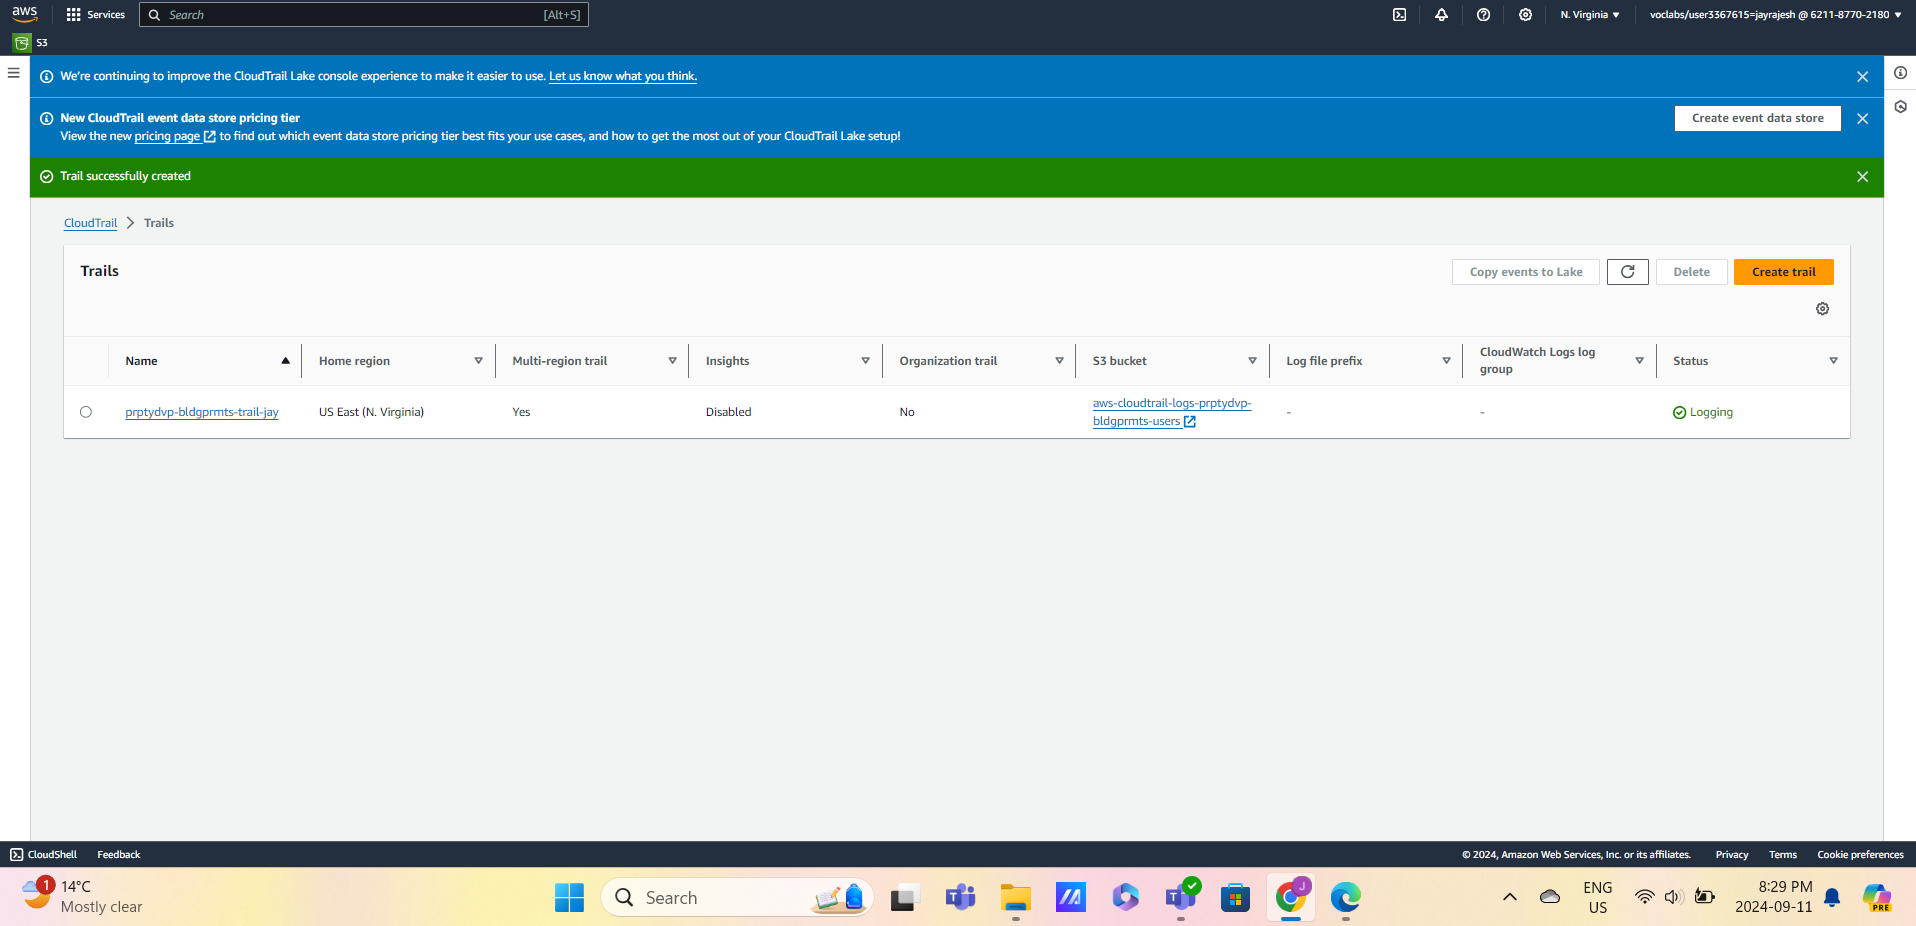 aws
Services
Search
[Alt+S]
N. Virginia
voclabs/user3367615=jayrajesh @ 6211-8770-2180
S3
We're continuing to improve the CloudTrail Lake console experience to make it easier to use. Let us know what you think.
New CloudTrail event data store pricing tier
View the new pricing page to find out which event data store pricing tier best fits your use cases, and how to get the most out of your CloudTrail Lake setup!
Create event data store
Trail successfully created
CloudTrail
Trails
Trails
Copy events to Lake
Delete
Create trail
Name
Home region
Multi-region trail
Insights
Organization trail
S3 bucket
Log file prefix
CloudWatch Logs log
group
Status
prptydvp-bldgprmts-trail-jay
US East (N. Virginia)
Yes
Disabled
No
aws-cloudtrail-logs-prptydvp-
bldgprmts-users
-
-
Logging
CloudShell
Feedback
© 2024, Amazon Web Services, Inc. or its affiliates.
Privacy
Terms
Cookie preferences
1
14°C
Mostly clear
Search
J
PRE
ENG
US
8:29 PM
2024-09-11